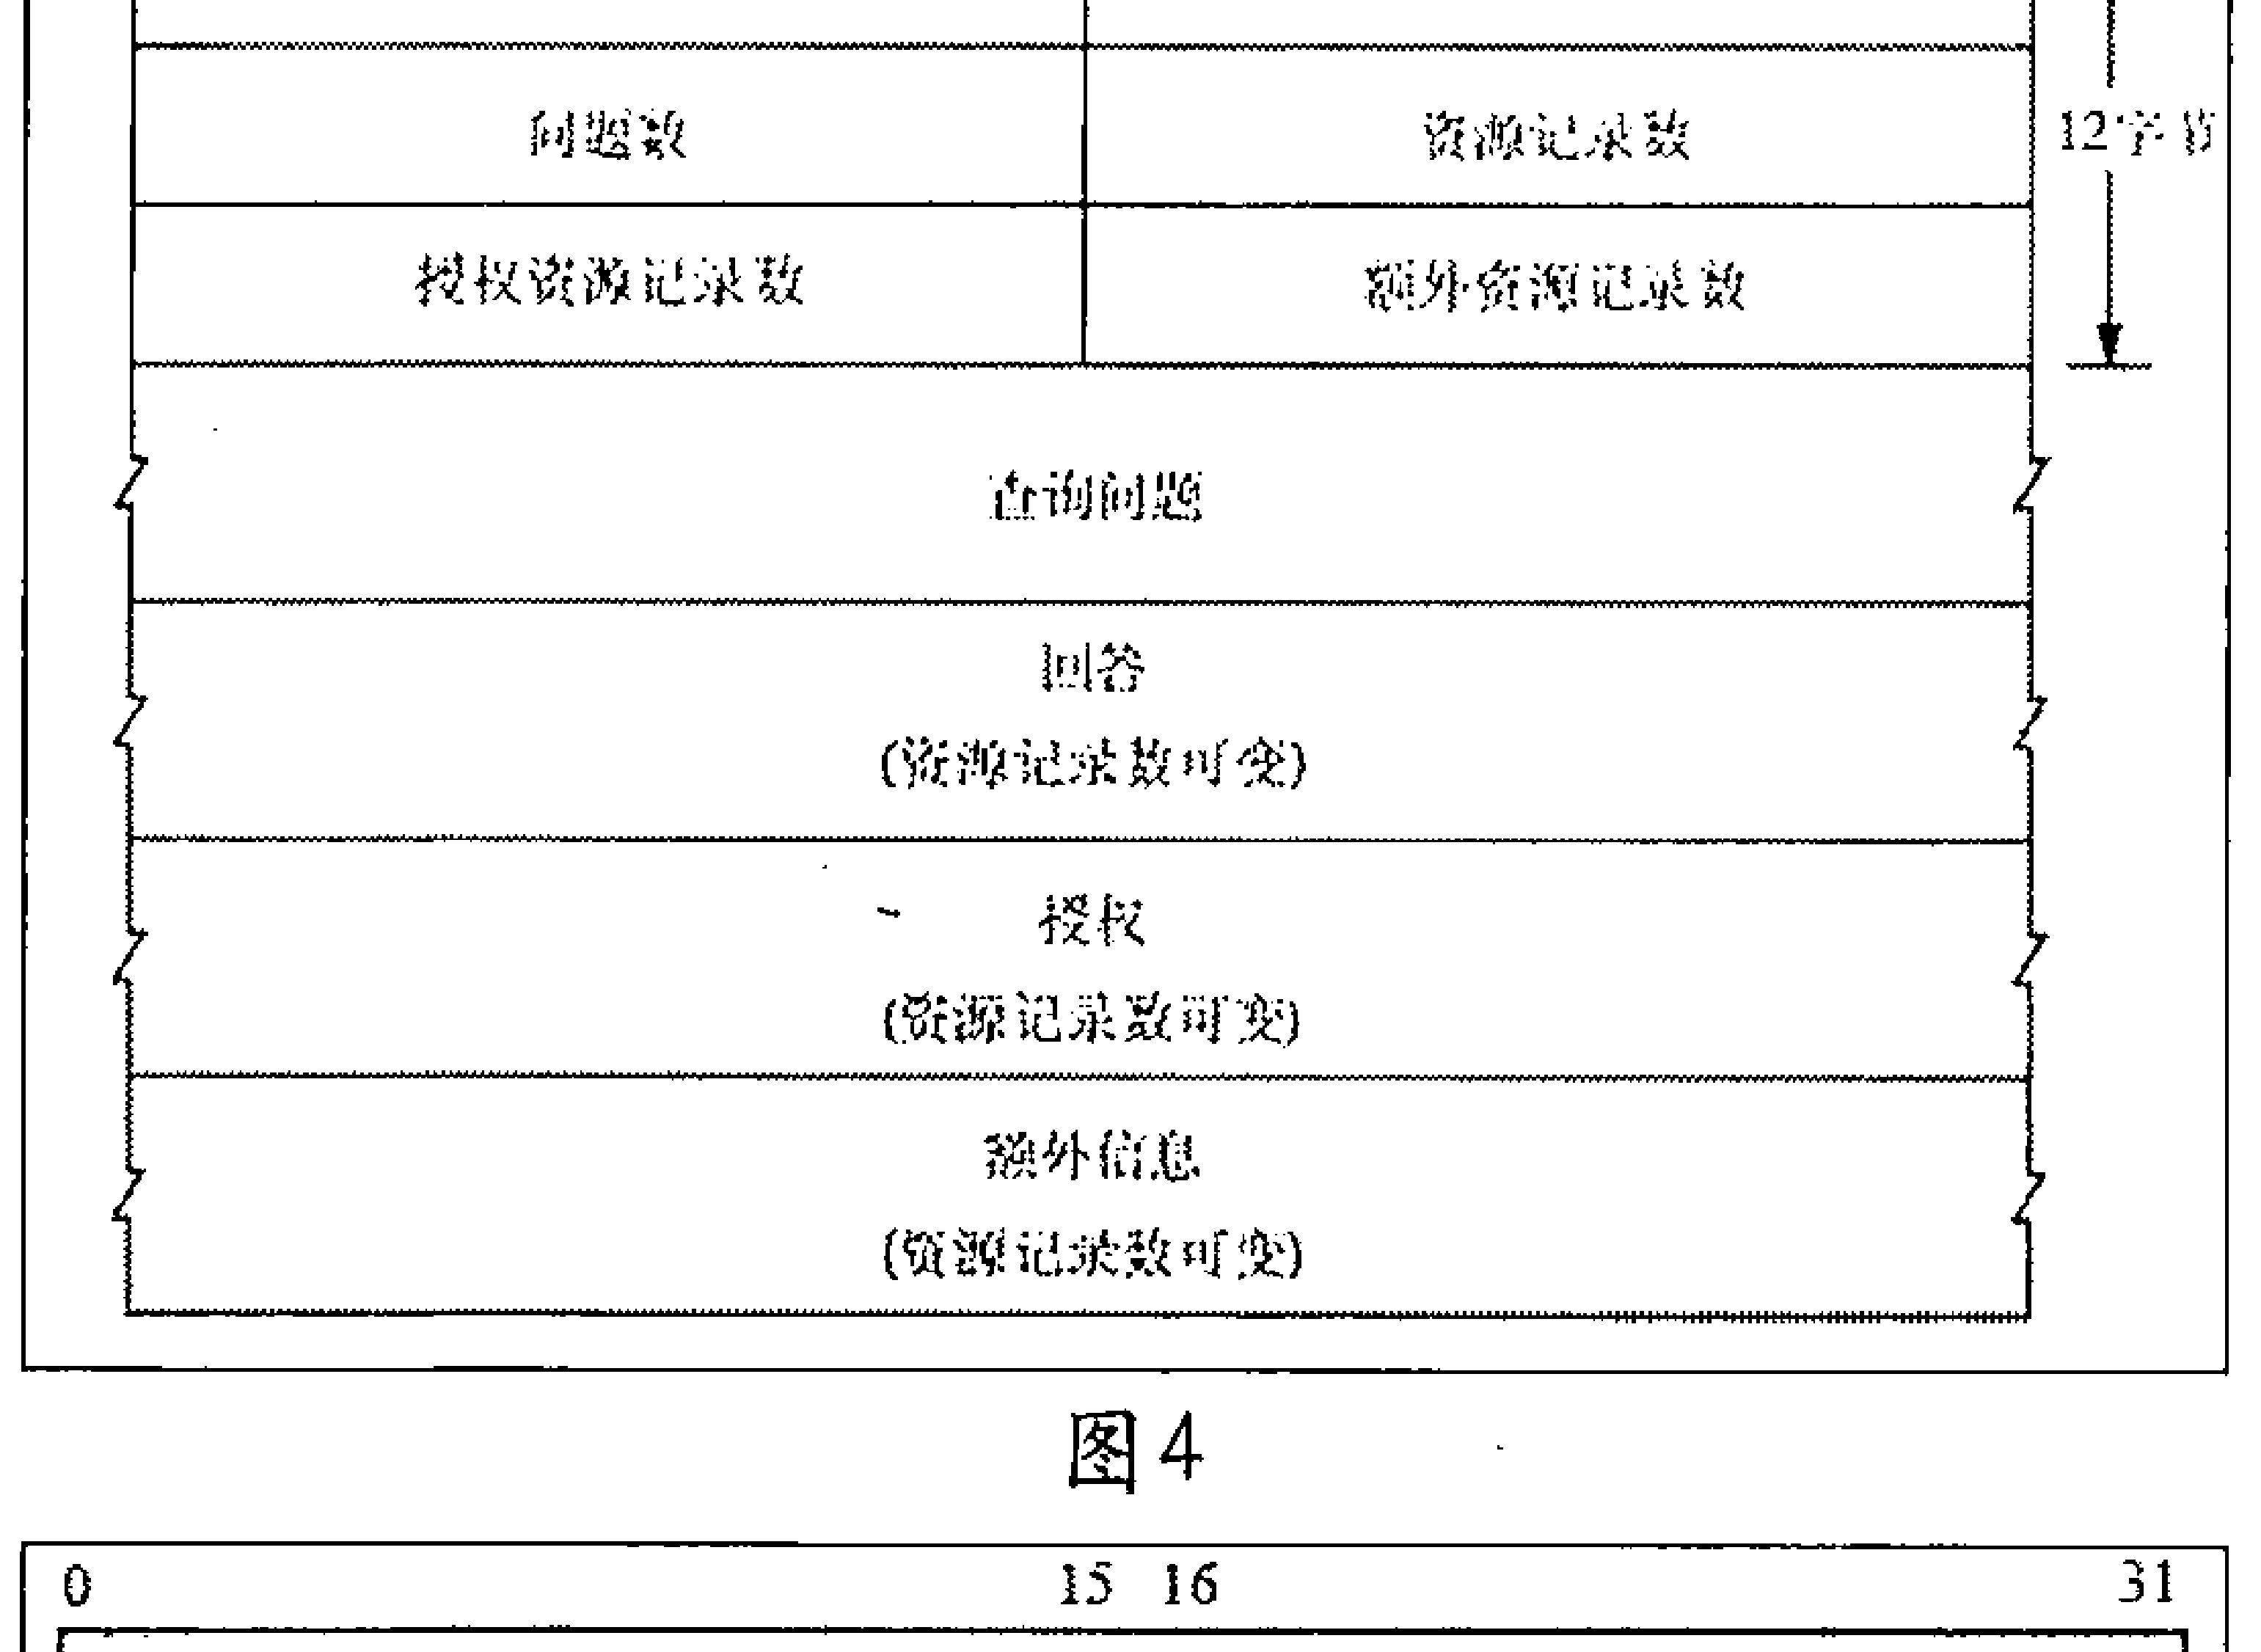 问题数 资源记录数 12字节
授权资源记录数 额外资源记录数
查询问题
回答
(资源记录数可变)
授权
(资源记录数可变)
额外信息
(资源记录数可变)
图4
0 15 16 31